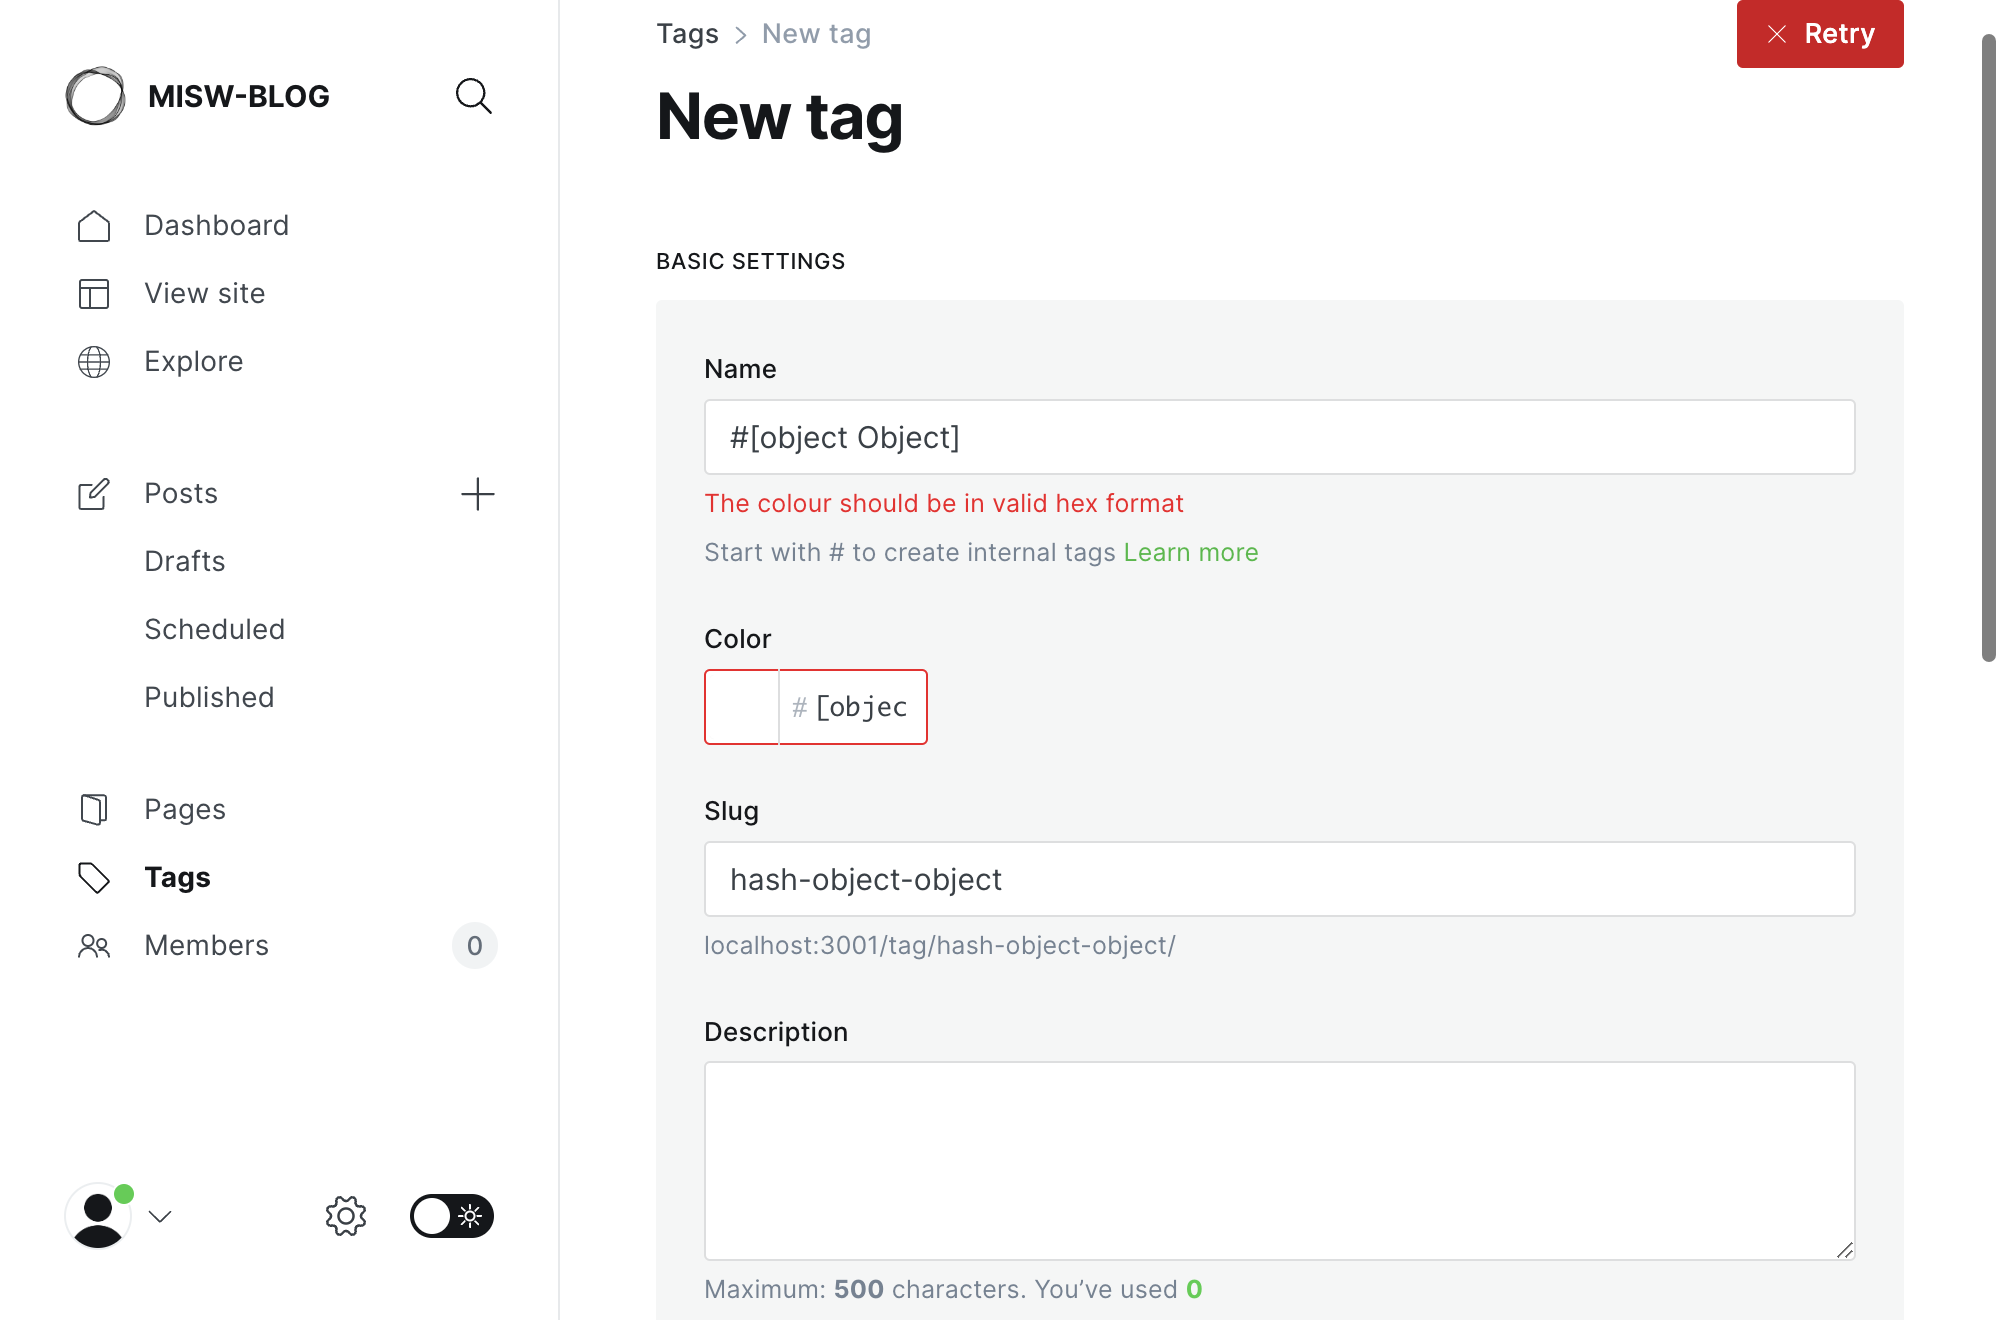 MISW-BLOG
Dashboard
View site
Explore
Posts
Drafts
Scheduled
Published
Pages
Tags
Members 0
Tags > New tag
Retry
New tag
BASIC SETTINGS
Name
#[object Object]
The colour should be in valid hex format
Start with # to create internal tags Learn more
Color
# [objec
Slug
hash-object-object
localhost:3001/tag/hash-object-object/
Description
Maximum: 500 characters. You’ve used 0